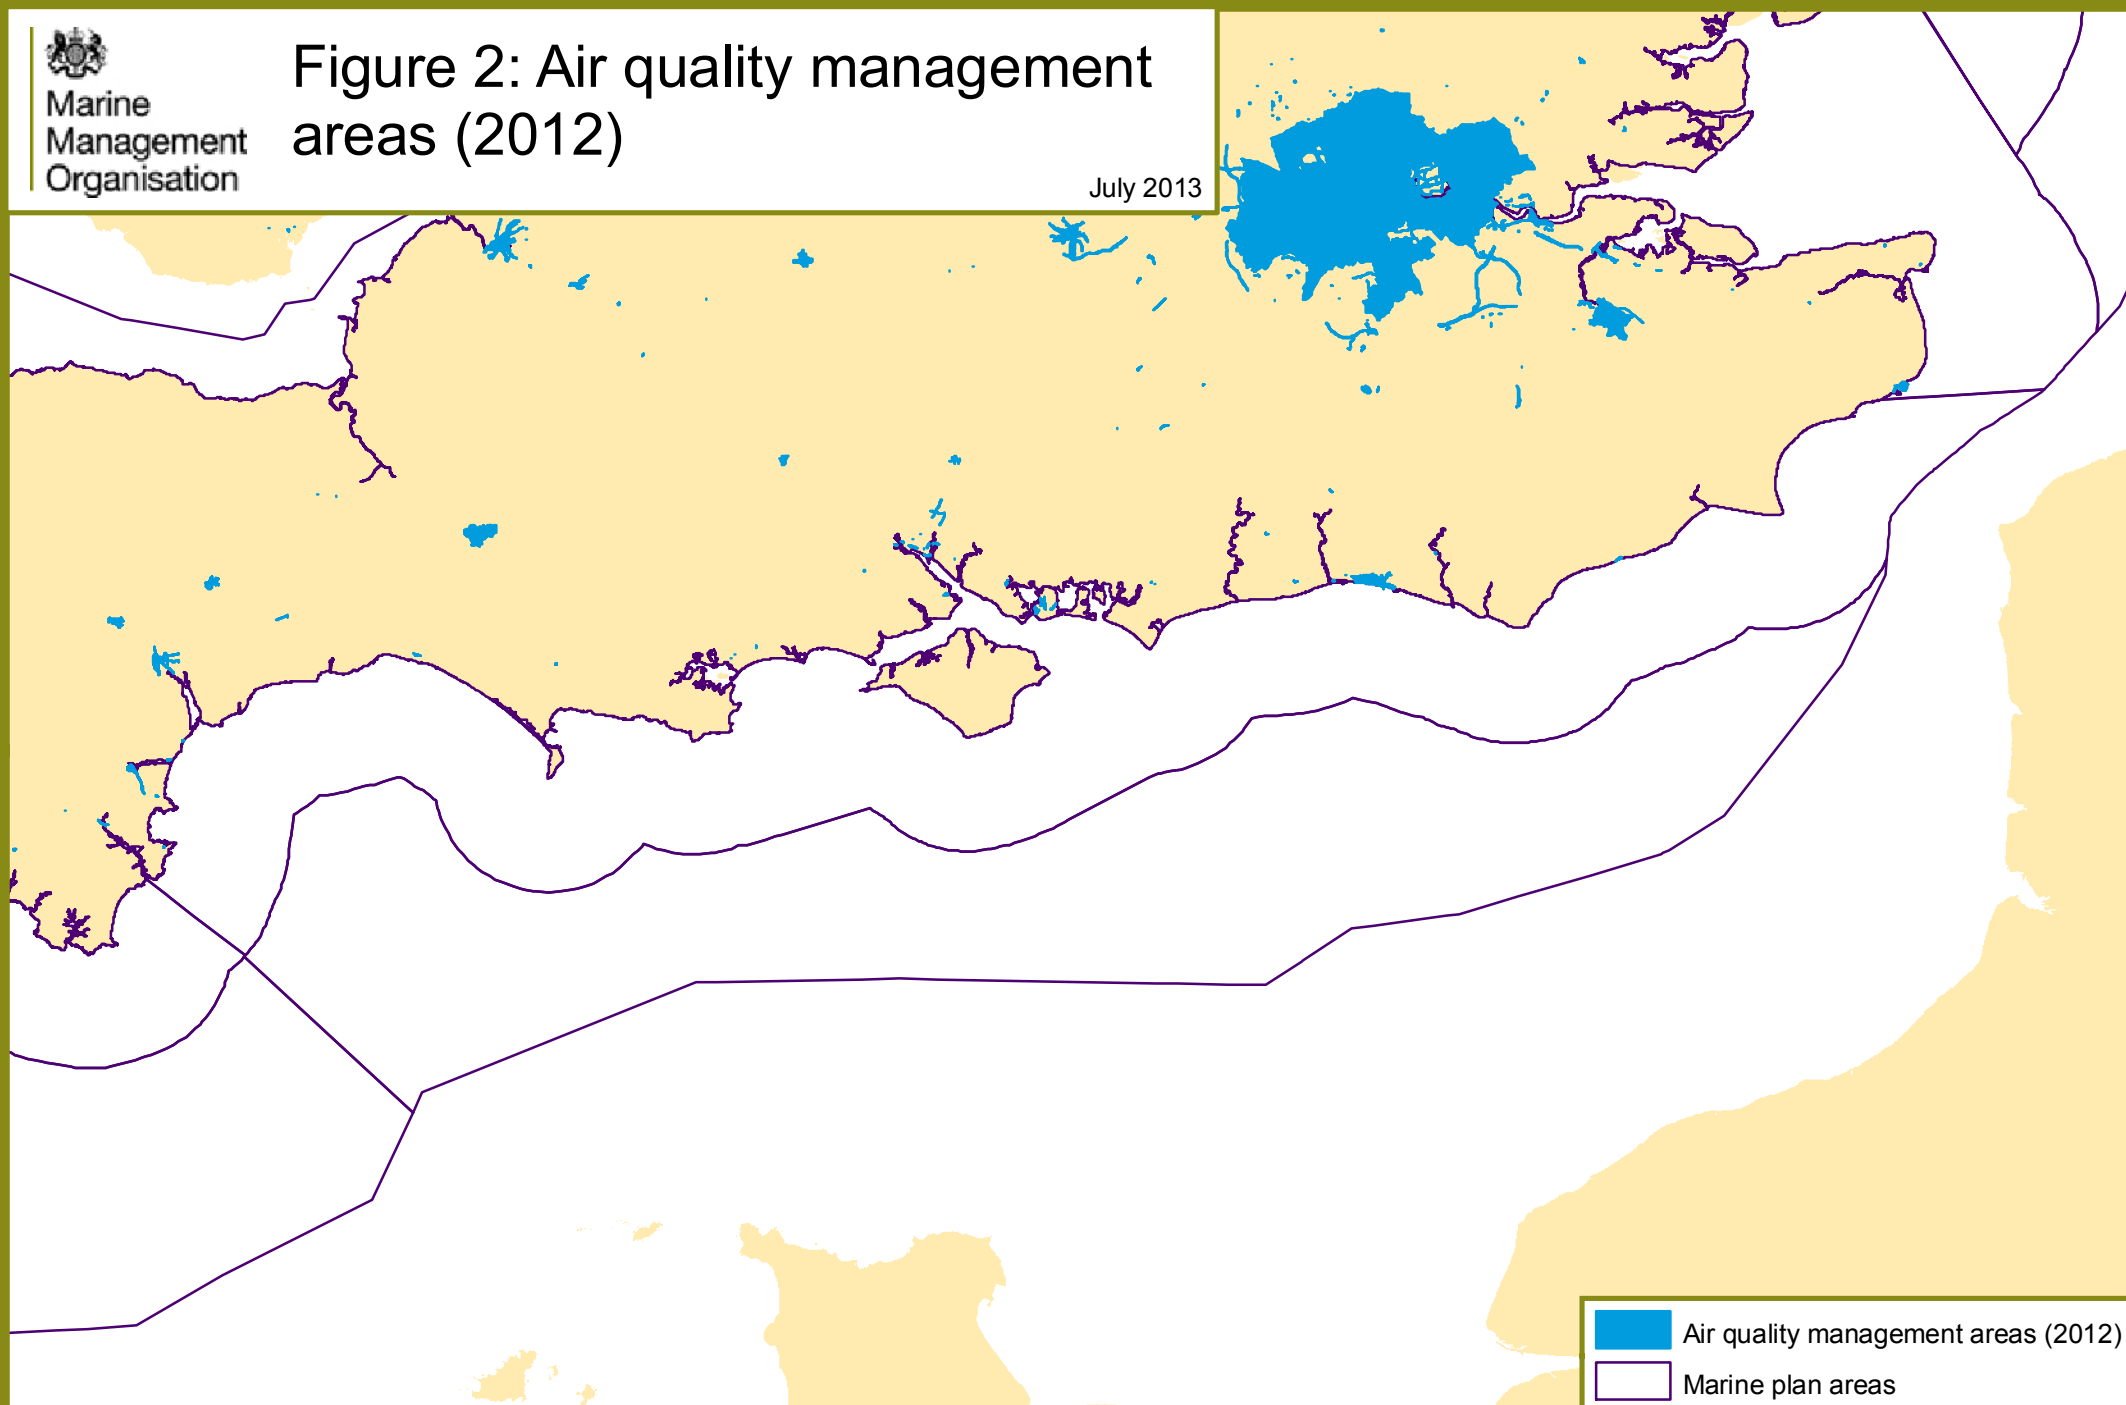 Marine
Management
Organisation
Figure 2: Air quality management
areas (2012)
July 2013
Air quality management areas (2012)
Marine plan areas